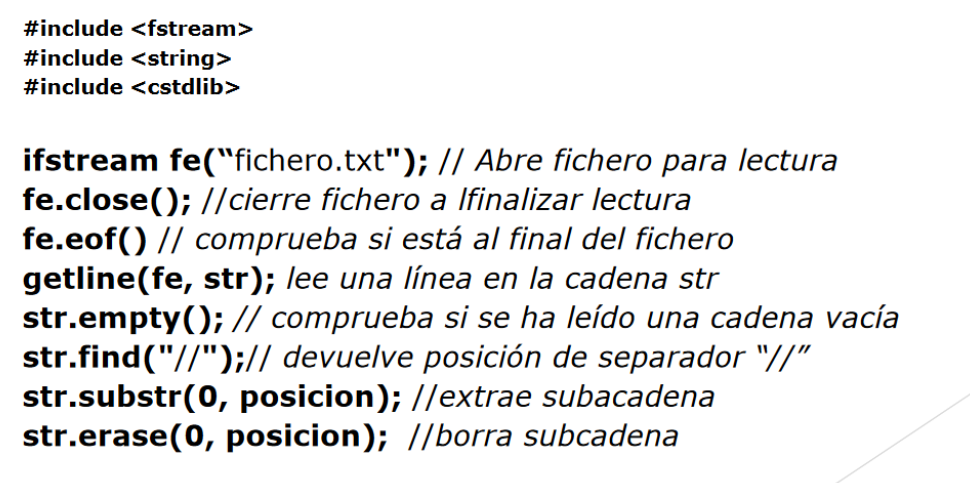 #include <fstream>
#include <string>
#include <cstdlib>
ifstream fe(“fichero.txt"); // Abre fichero para lectura
fe.close(); //cierre fichero a lfinalizar lectura
fe.eof() // comprueba si está al final del fichero
getline(fe, str); lee una línea en la cadena str
str.empty(); // comprueba si se ha leído una cadena vacía
str.find("//");// devuelve posición de separador “//”
str.substr(0, posicion); //extrae subacadena
str.erase(0, posicion); //borra subcadena